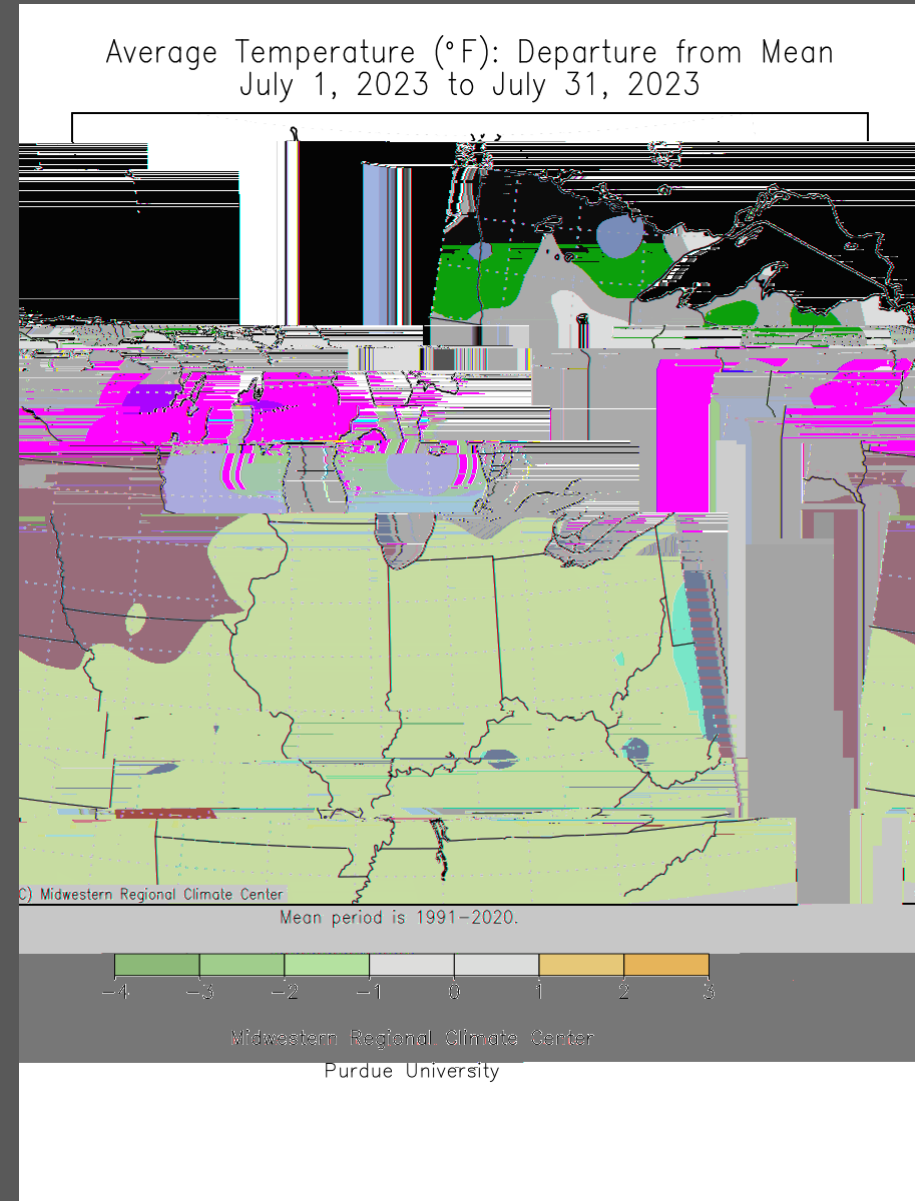 Average Temperature (°F): Departure from Mean
July 1, 2023 to July 31, 2023
C) Midwestern Regional Climate Center
Mean period is 1991-2020.
-4 -3 -2 -1 0 1 2 3
Midwestern Regional Climate Center
Purdue University